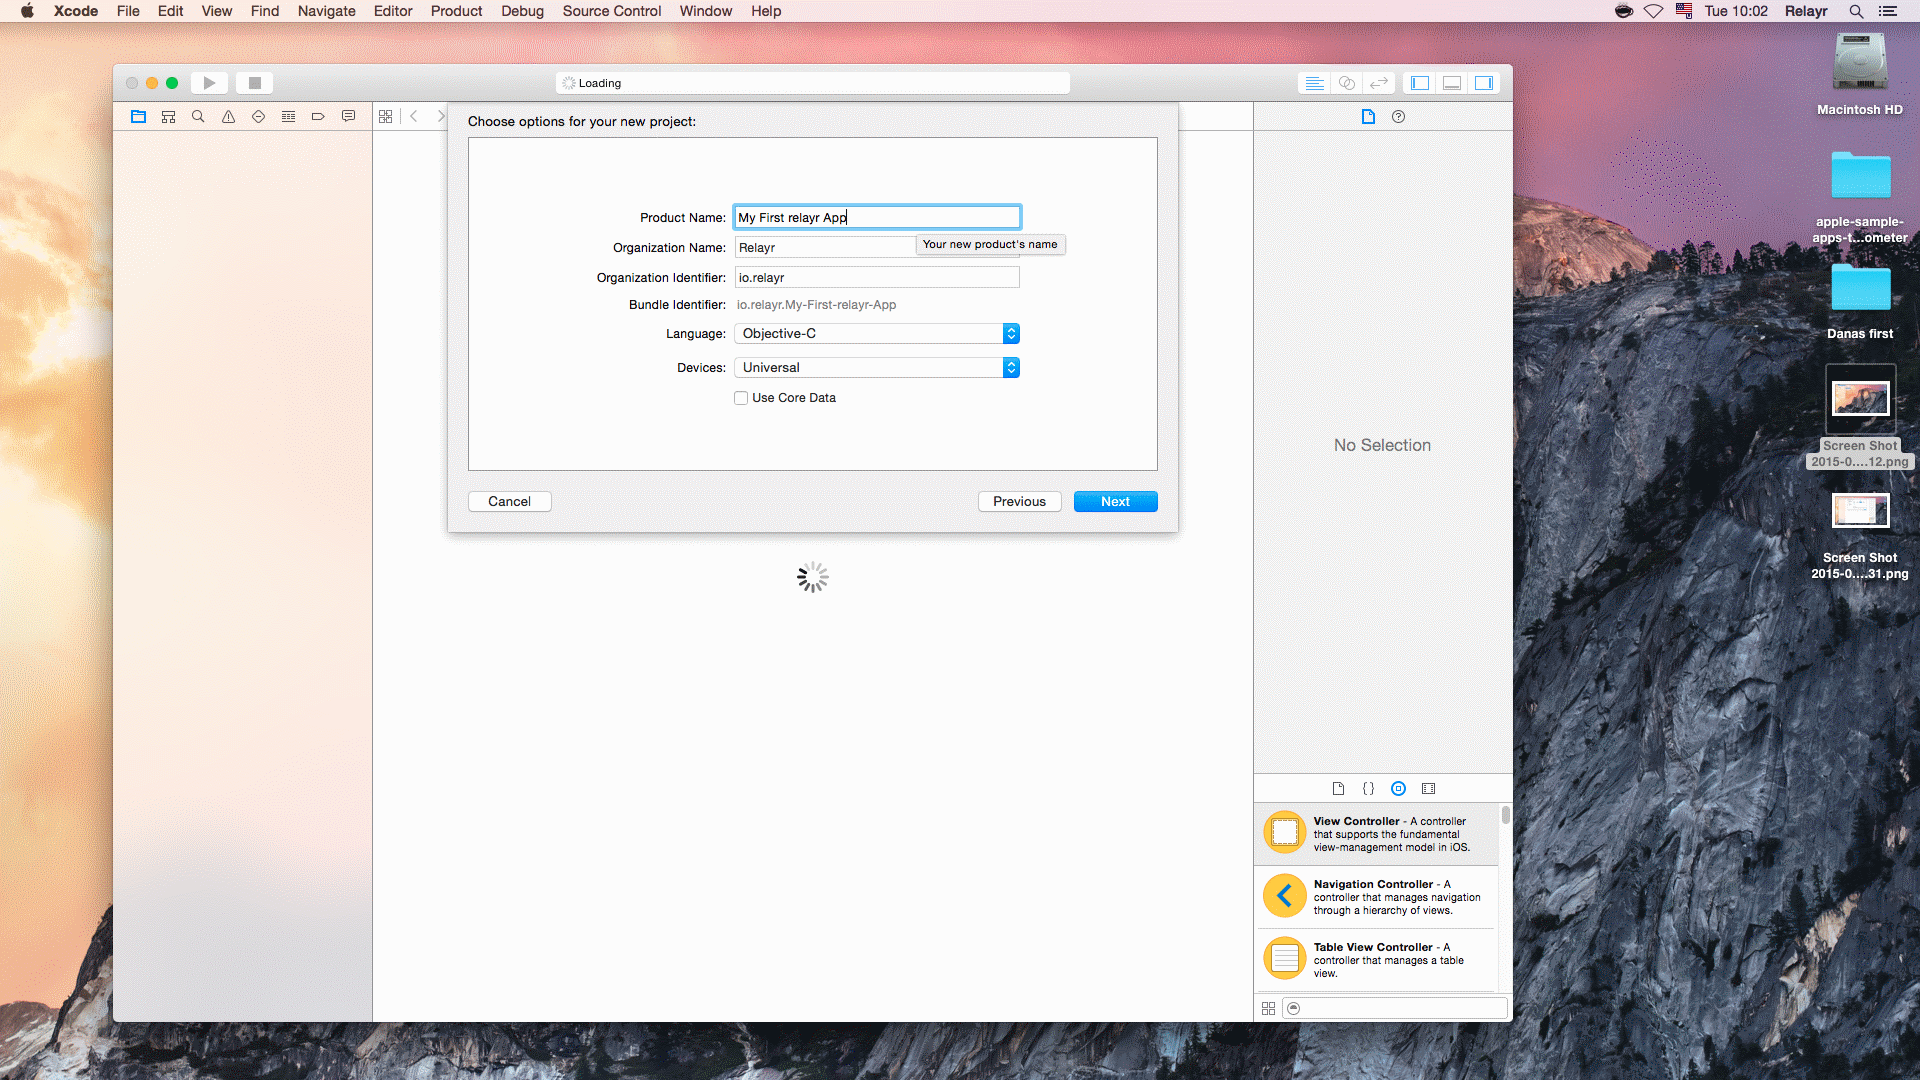 Xcode File Edit View Find Navigate Editor Product Debug Source Control Window Help
Tue 10:02 Relayr
Loading
Choose options for your new project:
Product Name: My First relayr App
Organization Name: Relayr
Your new product's name
Organization Identifier: io.relayr
Bundle Identifier: io.relayr.My-First-relayr-App
Language: Objective-C
Devices: Universal
Use Core Data
Cancel
Previous
Next
No Selection
View Controller - A controller
that supports the fundamental
view-management model in iOS.
Navigation Controller - A
controller that manages navigation
through a hierarchy of views.
Table View Controller - A
controller that manages a table
view.
Macintosh HD
apple-sample-
apps-t...ometer
Danas first
Screen Shot
2015-0....12.png
Screen Shot
2015-0....31.png